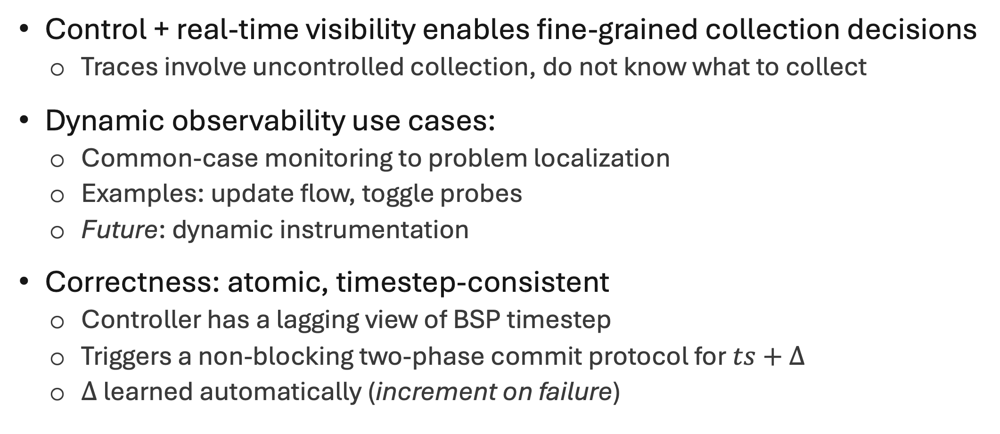 • Control + real-time visibility enables fine-grained collection decisions
○ Traces involve uncontrolled collection, do not know what to collect
• Dynamic observability use cases:
○ Common-case monitoring to problem localization
○ Examples: update flow, toggle probes
○ Future: dynamic instrumentation
• Correctness: atomic, timestep-consistent
○ Controller has a lagging view of BSP timestep
○ Triggers a non-blocking two-phase commit protocol for ts + Δ
○ Δ learned automatically (increment on failure)